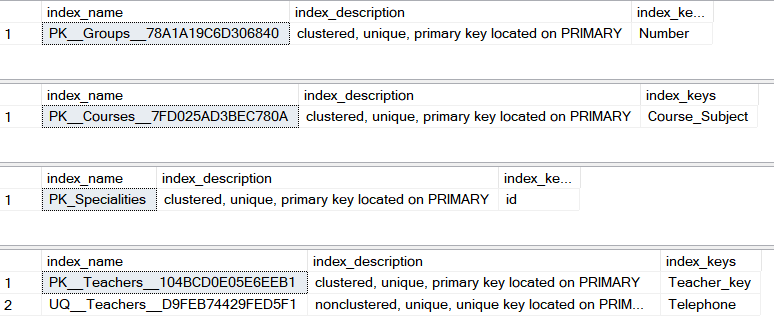 index_name index_description index_ke...
1 PK__Groups__78A1A19C6D306840 clustered, unique, primary key located on PRIMARY Number
index_name index_description index_keys
1 PK__Courses__7FD025AD3BEC780A clustered, unique, primary key located on PRIMARY Course_Subject
index_name index_description index_ke...
1 PK_Specialities clustered, unique, primary key located on PRIMARY id
index_name index_description index_keys
1 PK__Teachers__104BCD0E05E6EEB1 clustered, unique, primary key located on PRIMARY Teacher_key
2 UQ__Teachers__D9FEB74429FED5F1 nonclustered, unique, unique key located on PRIM... Telephone